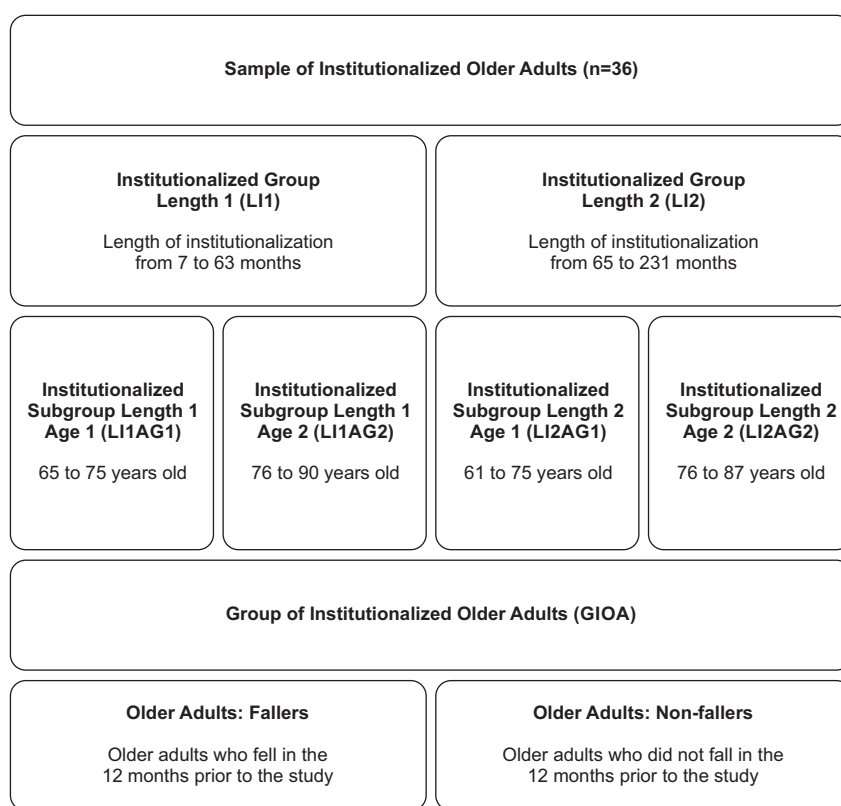 Sample of Institutionalized Older Adults (n=36)
Institutionalized Group
Length 1 (LI1)
Length of institutionalization
from 7 to 63 months
Institutionalized Group
Length 2 (LI2)
Length of institutionalization
from 65 to 231 months
Institutionalized
Subgroup Length 1
Age 1 (LI1AG1)
65 to 75 years old
Institutionalized
Subgroup Length 1
Age 2 (LI1AG2)
76 to 90 years old
Institutionalized
Subgroup Length 2
Age 1 (LI2AG1)
61 to 75 years old
Institutionalized
Subgroup Length 2
Age 2 (LI2AG2)
76 to 87 years old
Group of Institutionalized Older Adults (GIOA)
Older Adults: Fallers
Older adults who fell in the
12 months prior to the study
Older Adults: Non-fallers
Older adults who did not fall in the
12 months prior to the study